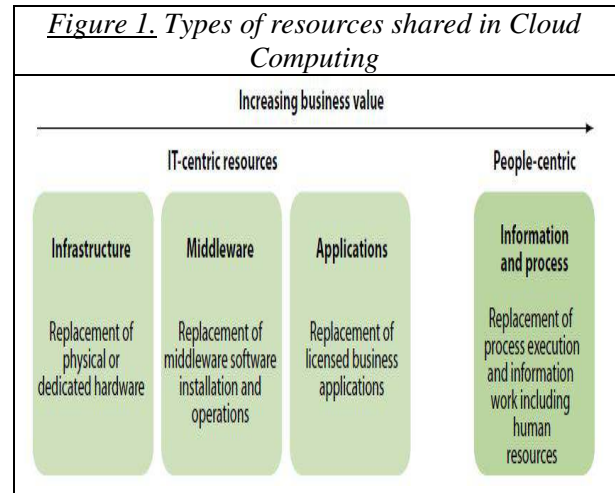 Figure 1. Types of resources shared in Cloud
Computing
Increasing business value
IT-centric resources
People-centric
Infrastructure
Replacement of
physical or
dedicated hardware
Middleware
Replacement of
middleware software
installation and
operations
Applications
Replacement of
licensed business
applications
Information
and process
Replacement of
process execution
and information
work including
human
resources